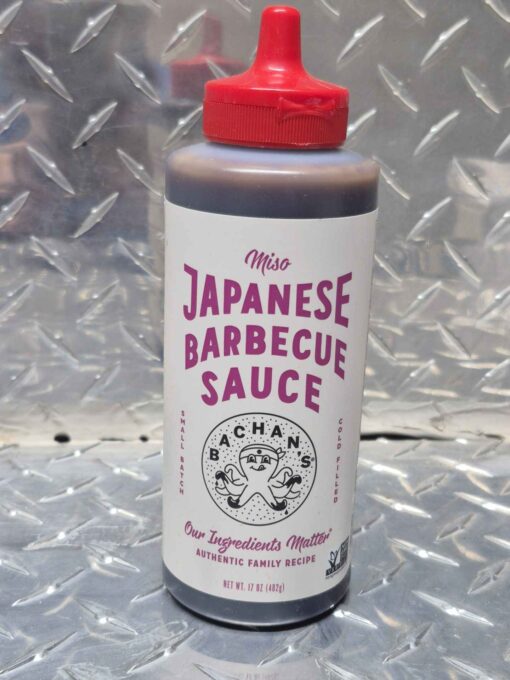 Miso
JAPANESE
BARBECUE
SAUCE
BACHAN'S
SMALL BATCH
COLD FILLED
Our Ingredients Matter
AUTHENTIC FAMILY RECIPE
NET WT. 17 OZ (482g)